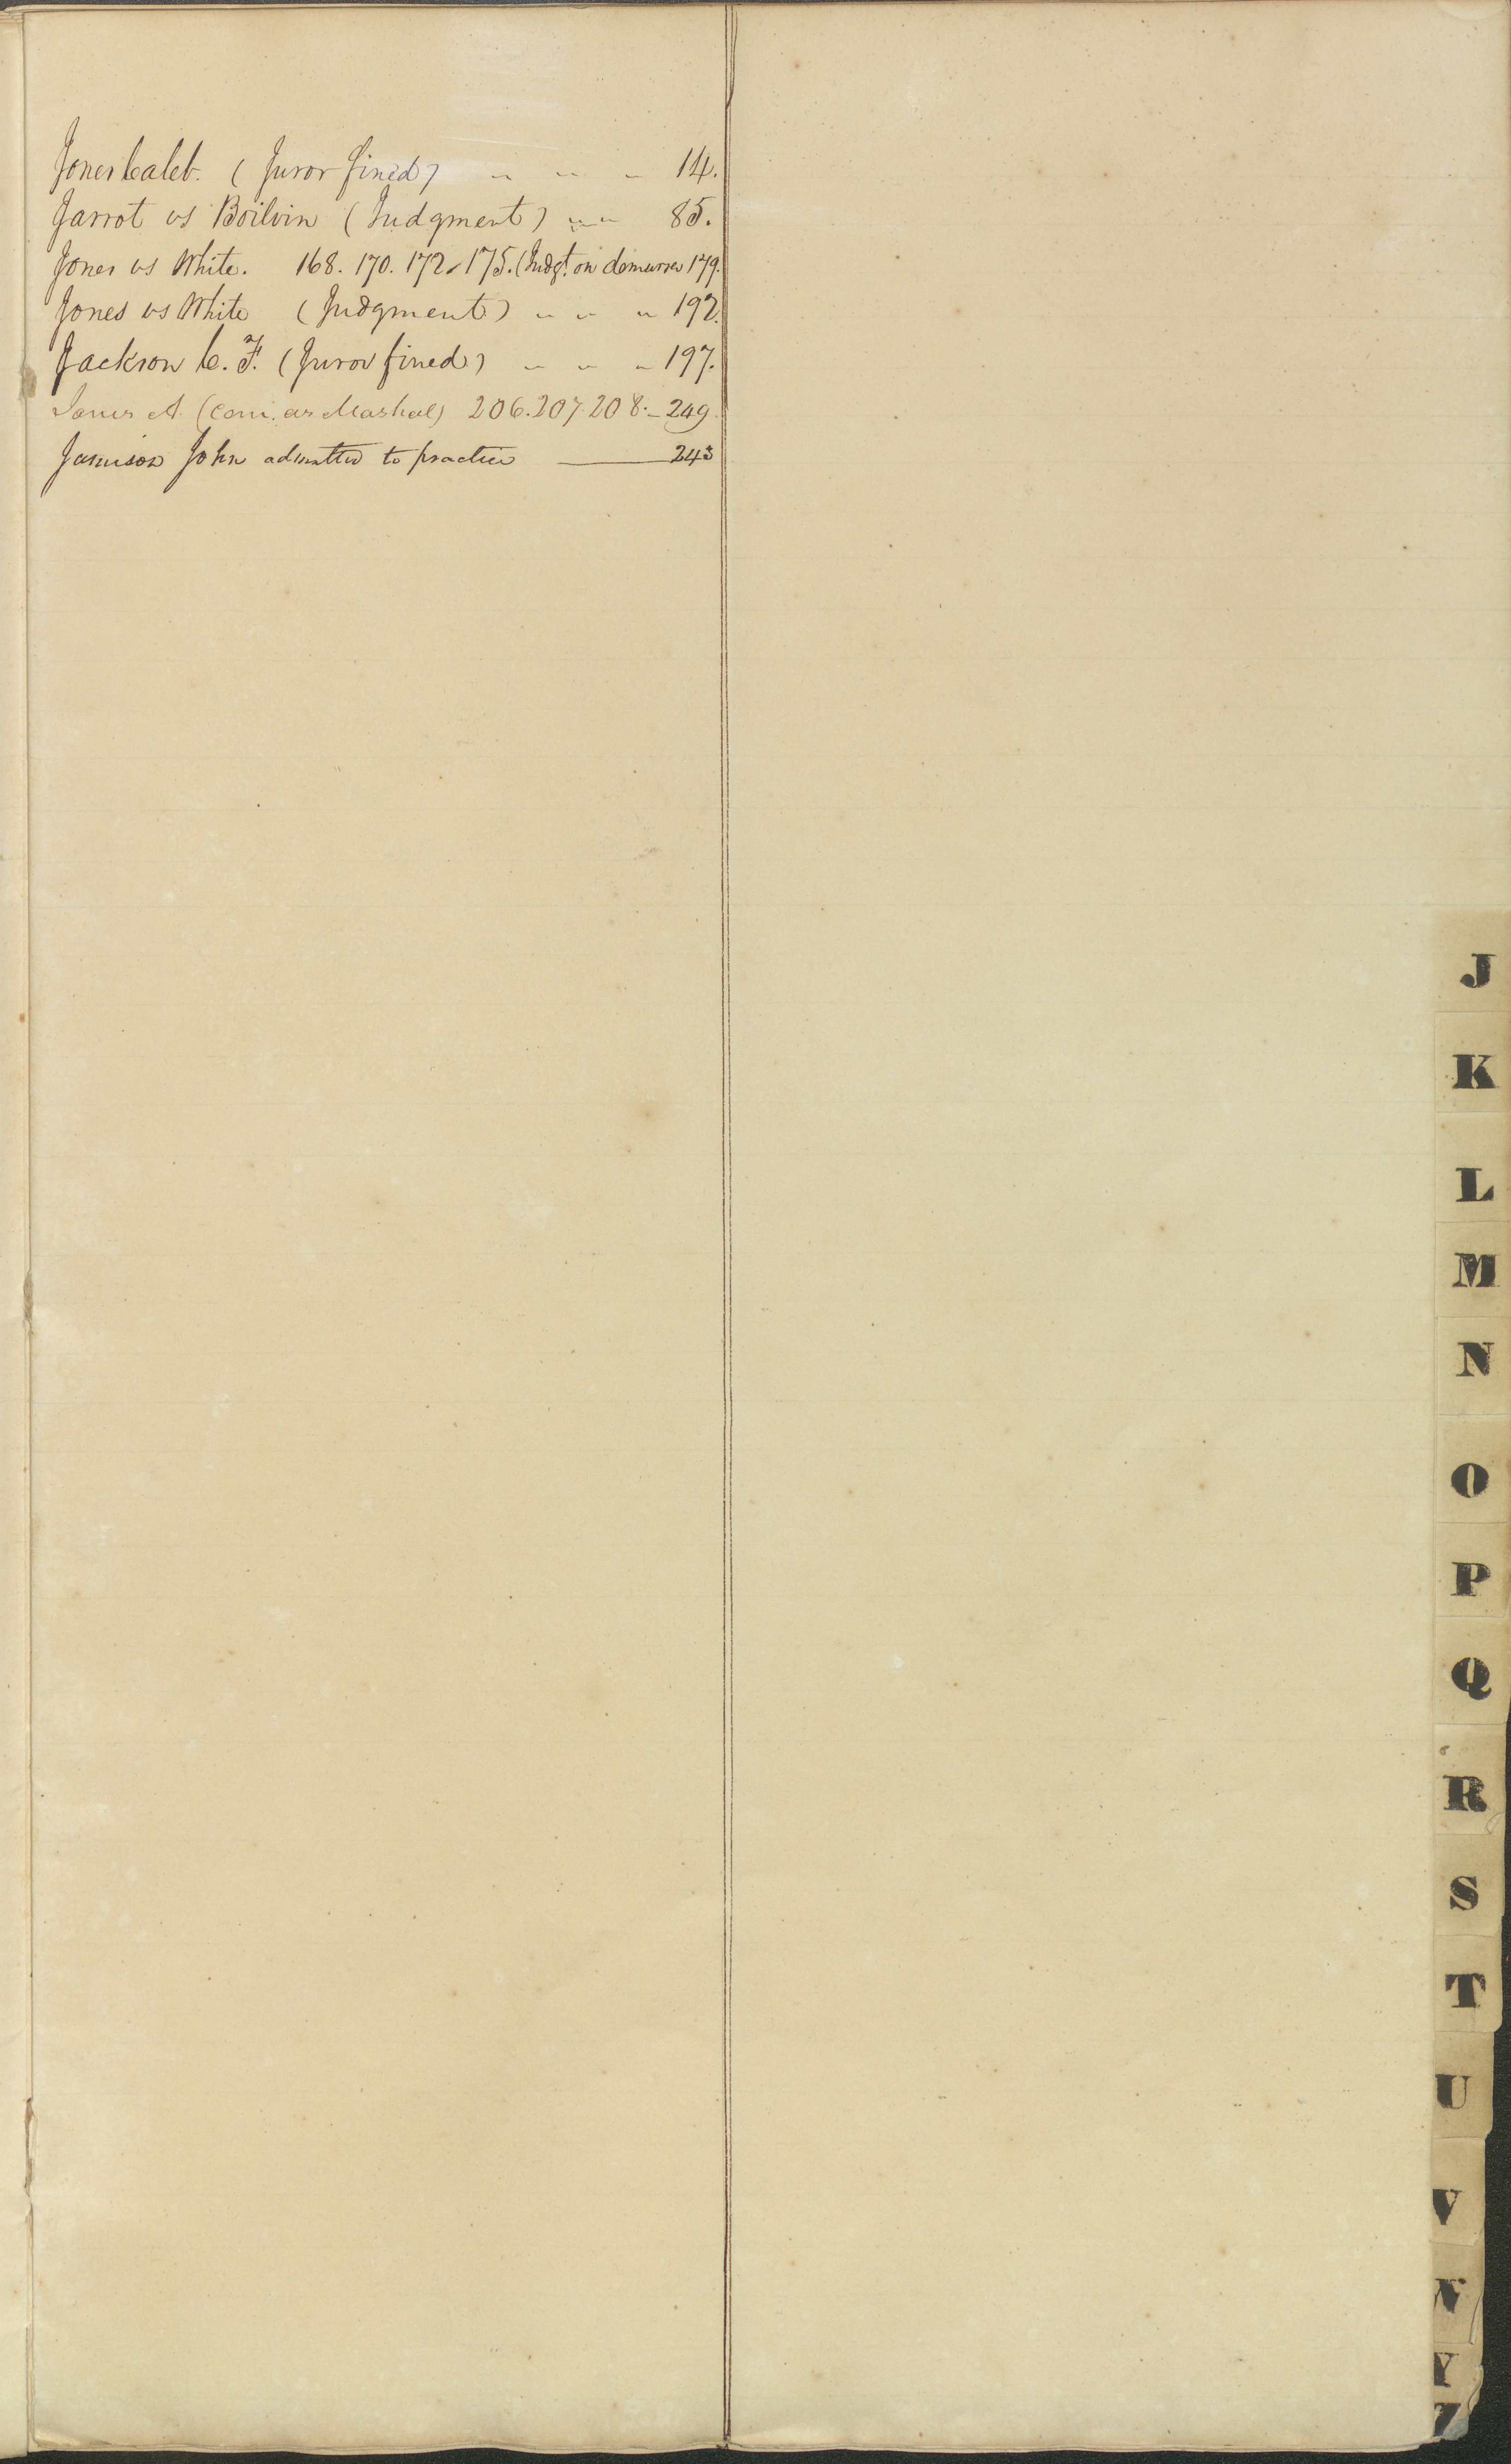 Jones Caleb. (Juror fined) " " " 14.
Jarrot vs Boilvin (Judgment) " " 85.
Jones vs White. 168. 170. 172. 175. (Judgt. on demurrer 179.
Jones vs White (Judgment) " " " 192.
Jackson C. F. (Juror fined) " " " 197.
James A. (Com. as Marshal) 206. 207. 208. - 249.
Jamison John admitted to practice ——— 243
J
K
L
M
N
O
P
Q
R
S
T
U
V
Y
Z